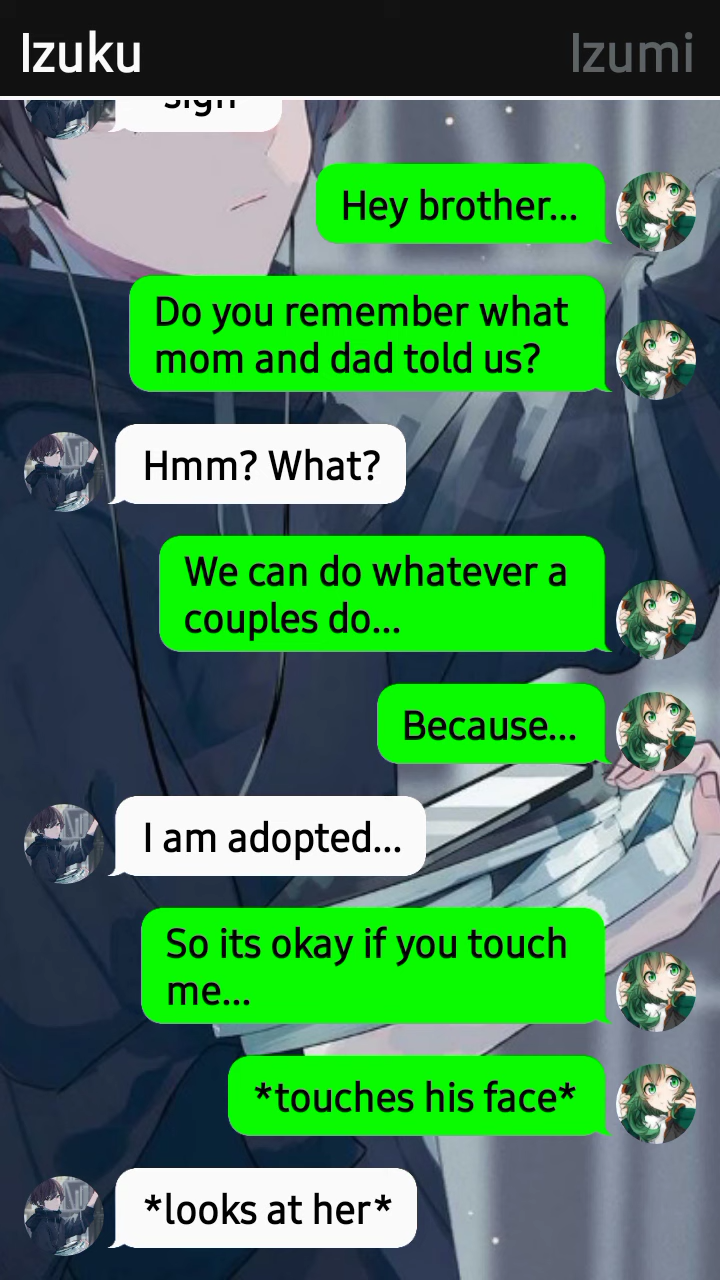 Izuku Izumi
sigh
Hey brother...
Do you remember what
mom and dad told us?
Hmm? What?
We can do whatever a
couples do...
Because...
I am adopted...
So its okay if you touch
me...
*touches his face*
*looks at her*